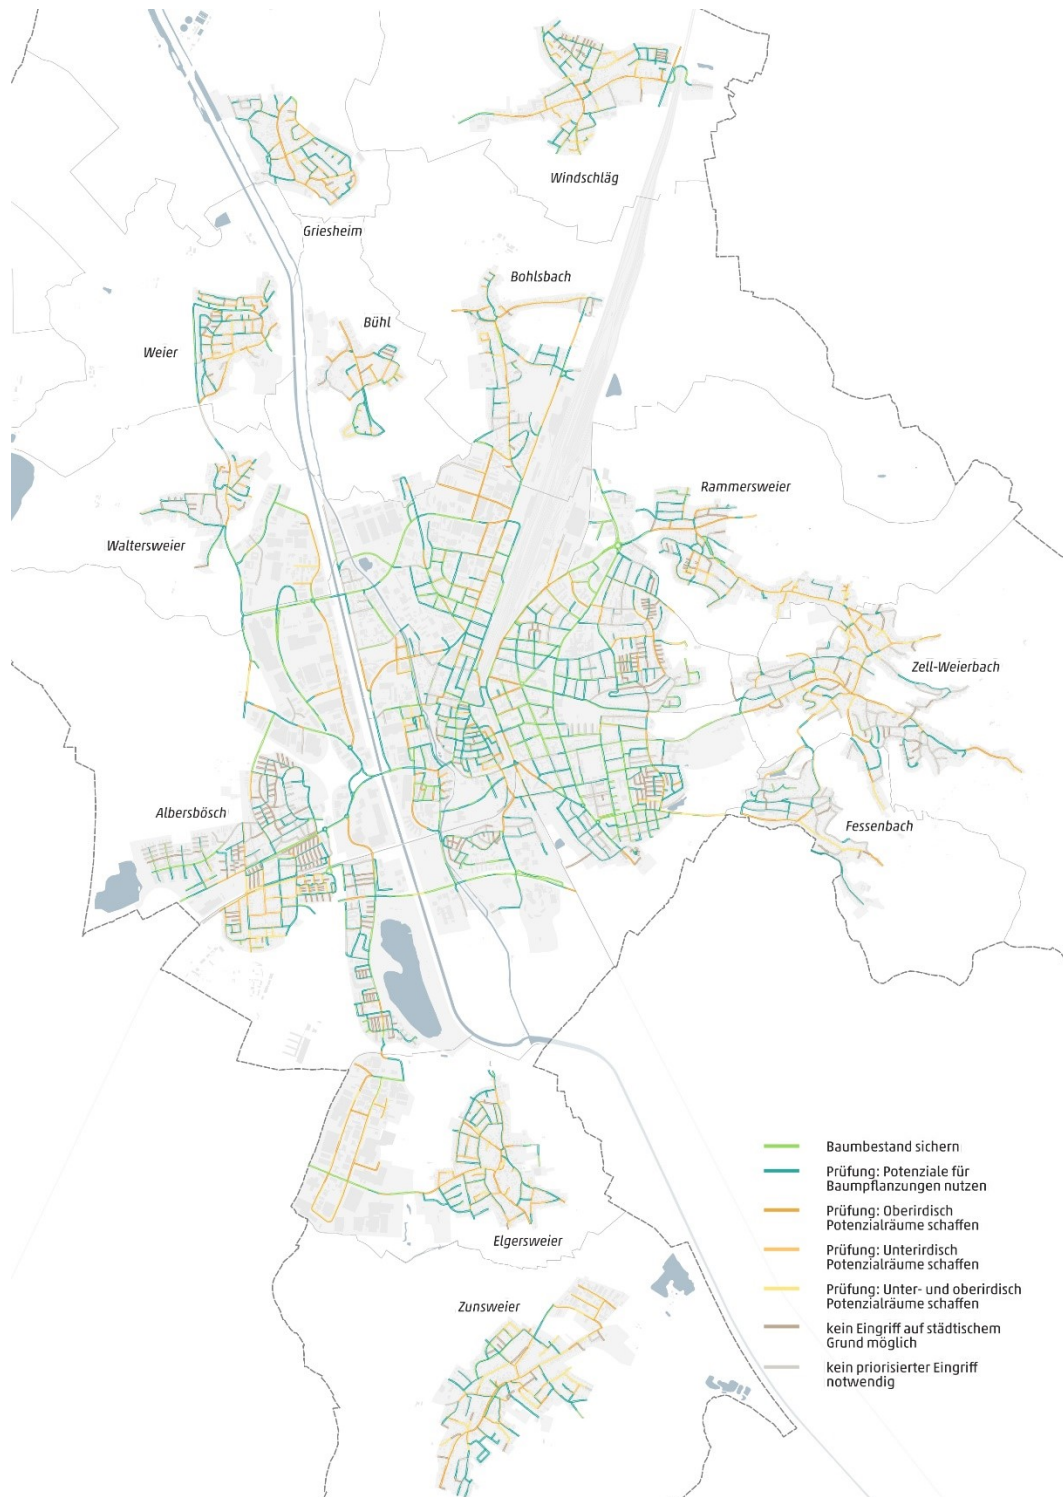 Windschläg
Griesheim
Bohlsbach
Bühl
Weier
Rammersweier
Waltersweier
Zell-Weierbach
Albersbösch
Fessenbach
Baumbestand sichern
Prüfung: Potenziale für
Baumpflanzungen nutzen
Prüfung: Oberirdisch
Potenzialräume schaffen
Prüfung: Unterirdisch
Potenzialräume schaffen
Prüfung: Unter- und oberirdisch
Potenzialräume schaffen
kein Eingriff auf städtischem
Grund möglich
kein priorisierter Eingriff
notwendig
Elgersweier
Zunsweier